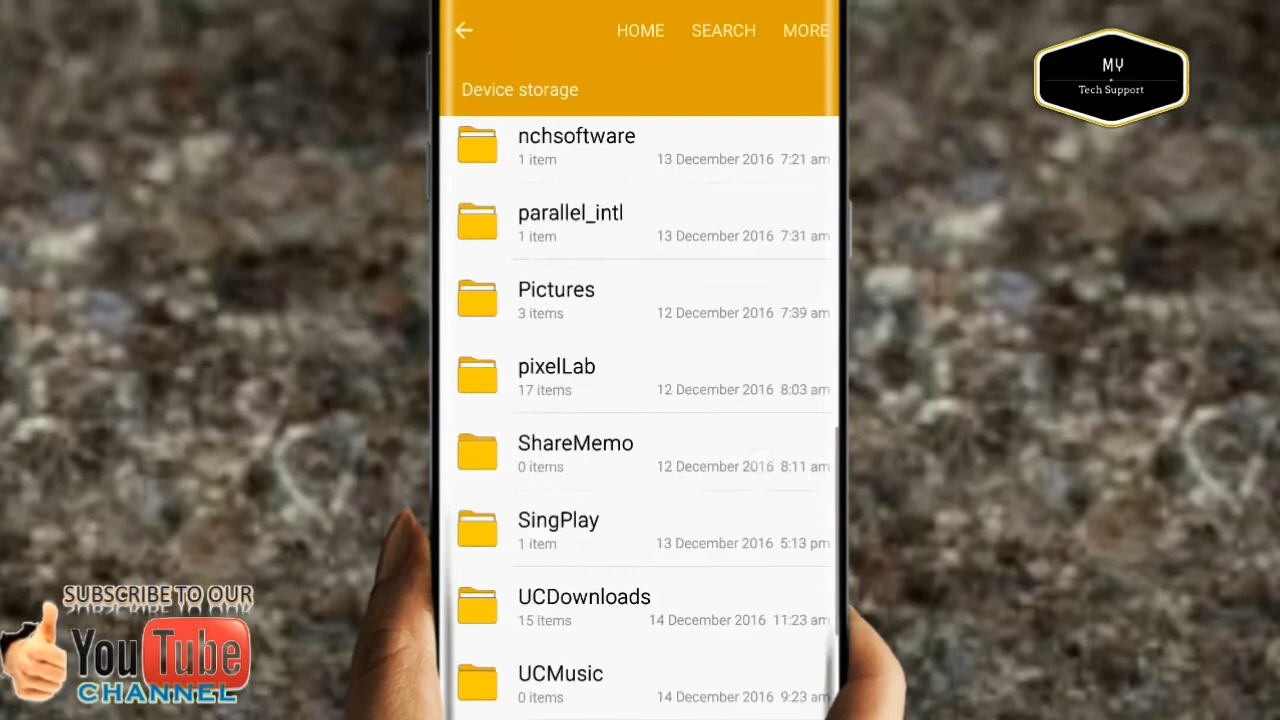 HOME SEARCH MORE
Device storage
nchsoftware
1 item 13 December 2016 7:21 am
parallel_intl
1 item 13 December 2016 7:31 am
Pictures
3 items 12 December 2016 7:39 am
pixelLab
17 items 12 December 2016 8:03 am
ShareMemo
0 items 12 December 2016 8:11 am
SingPlay
1 item 13 December 2016 5:13 pm
UCDownloads
15 items 14 December 2016 11:23 am
UCMusic
0 items 14 December 2016 9:23 am
MY
Tech Support
SUBSCRIBE TO OUR
YouTube
CHANNEL